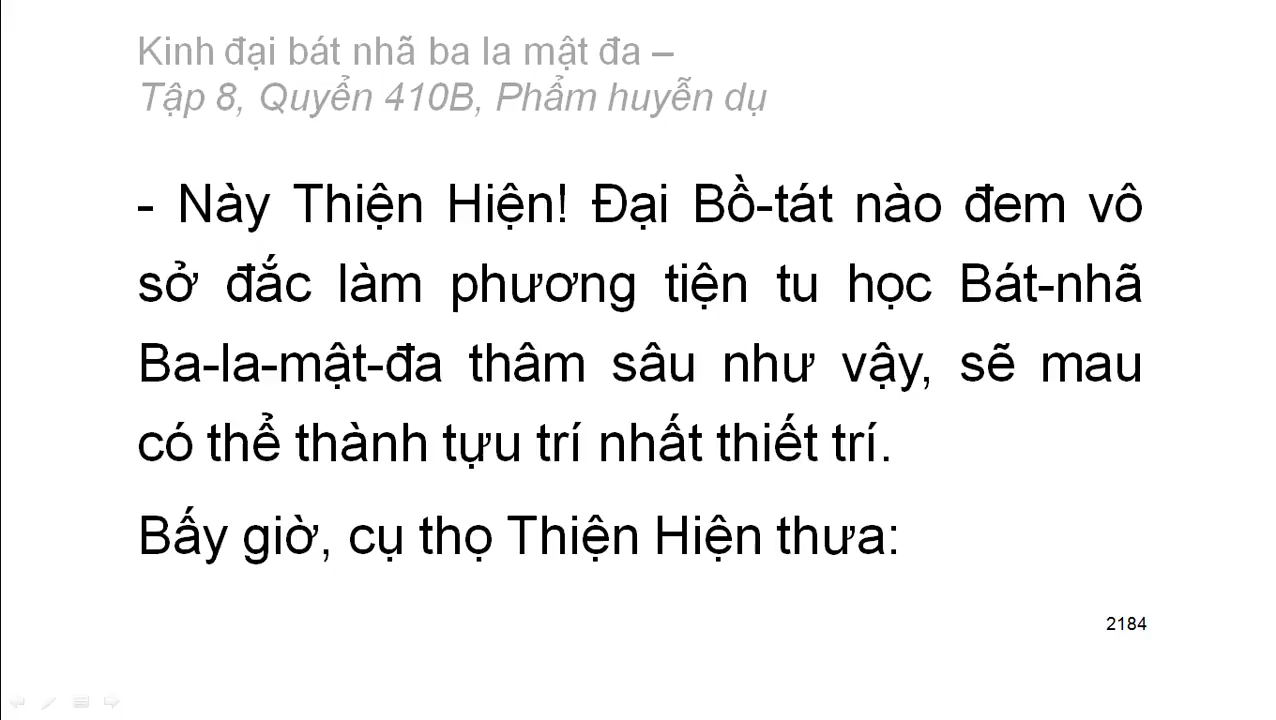 Kinh đại bát nhã ba la mật đa –
Tập 8, Quyển 410B, Phẩm huyễn dụ
- Này Thiện Hiện! Đại Bồ-tát nào đem vô
sở đắc làm phương tiện tu học Bát-nhã
Ba-la-mật-đa thâm sâu như vậy, sẽ mau
có thể thành tựu trí nhất thiết trí.
Bấy giờ, cụ thọ Thiện Hiện thưa:
2184